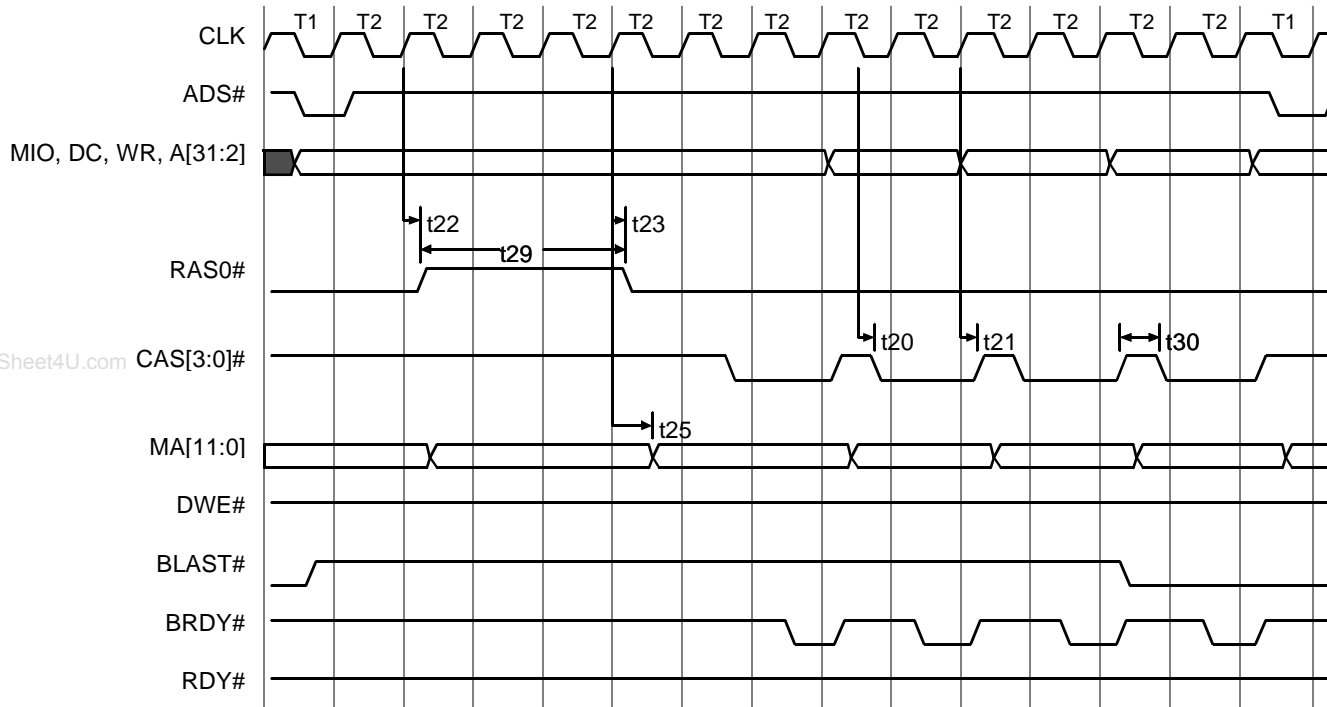 T1 T2 T2 T2 T2 T2 T2 T2 T2 T2 T2 T2 T2 T2 T1
CLK
ADS#
MIO, DC, WR, A[31:2]
t22
t23
t29
RAS0#
t20
t21
t30
Sheet4U.com
CAS[3:0]#
t25
MA[11:0]
DWE#
BLAST#
BRDY#
RDY#